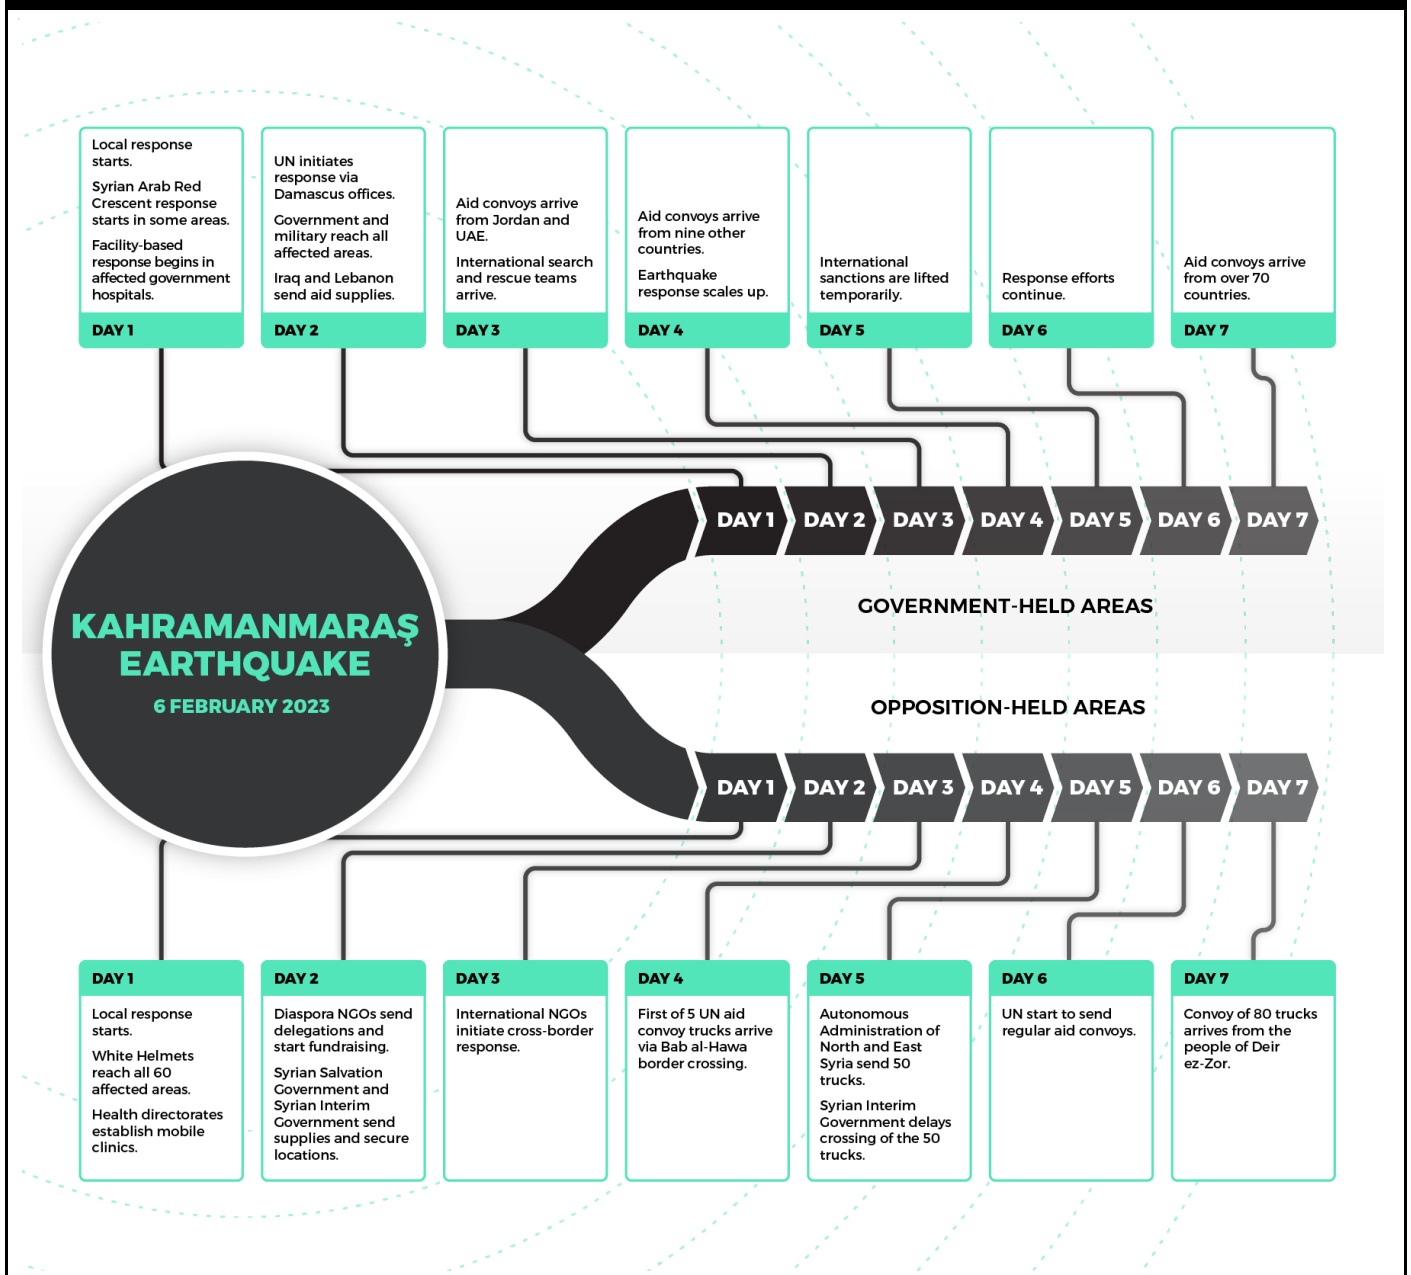 Local response
starts.
Syrian Arab Red
Crescent response
starts in some areas.
Facility-based
response begins in
affected government
hospitals.
DAY 1
UN initiates
response via
Damascus offices.
Government and
military reach all
affected areas.
Iraq and Lebanon
send aid supplies.
DAY 2
Aid convoys arrive
from Jordan and
UAE.
International search
and rescue teams
arrive.
DAY 3
Aid convoys arrive
from nine other
countries.
Earthquake
response scales up.
DAY 4
International
sanctions are lifted
temporarily.
DAY 5
Response efforts
continue.
DAY 6
Aid convoys arrive
from over 70
countries.
DAY 7
DAY 1 DAY 2 DAY 3 DAY 4 DAY 5 DAY 6 DAY 7
GOVERNMENT-HELD AREAS
KAHRAMANMARAŞ
EARTHQUAKE
6 FEBRUARY 2023
OPPOSITION-HELD AREAS
DAY 1 DAY 2 DAY 3 DAY 4 DAY 5 DAY 6 DAY 7
DAY 1
Local response
starts.
White Helmets
reach all 60
affected areas.
Health directorates
establish mobile
clinics.
DAY 2
Diaspora NGOs send
delegations and
start fundraising.
Syrian Salvation
Government and
Syrian Interim
Government send
supplies and secure
locations.
DAY 3
International NGOs
initiate cross-border
response.
DAY 4
First of 5 UN aid
convoy trucks arrive
via Bab al-Hawa
border crossing.
DAY 5
Autonomous
Administration of
North and East
Syria send 50
trucks.
Syrian Interim
Government delays
crossing of the 50
trucks.
DAY 6
UN start to send
regular aid convoys.
DAY 7
Convoy of 80 trucks
arrives from the
people of Deir
ez-Zor.